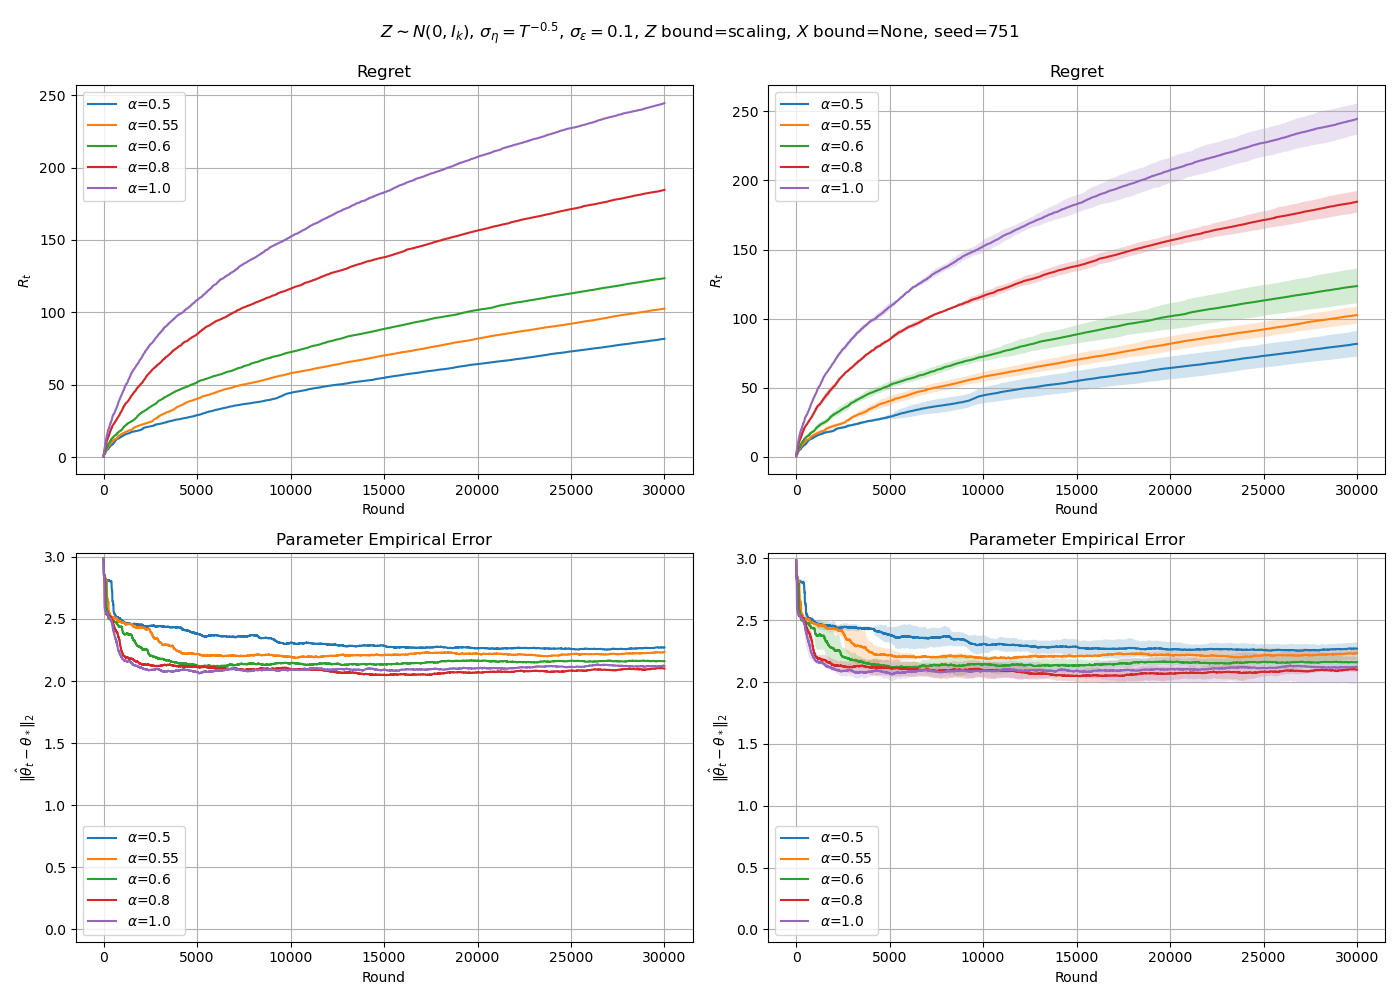 Z ∼ N(0, I_k), σ_η = T^{−0.5}, σ_ε = 0.1, Z bound=scaling, X bound=None, seed=751
Regret
250
200
150
100
50
0
R_t
α=0.5
α=0.55
α=0.6
α=0.8
α=1.0
0 5000 10000 15000 20000 25000 30000
Round
Regret
250
200
150
100
50
0
R_t
α=0.5
α=0.55
α=0.6
α=0.8
α=1.0
0 5000 10000 15000 20000 25000 30000
Round
Parameter Empirical Error
3.0
2.5
2.0
1.5
1.0
0.5
0.0
‖θ̂_t − θ_*‖_2
α=0.5
α=0.55
α=0.6
α=0.8
α=1.0
0 5000 10000 15000 20000 25000 30000
Round
Parameter Empirical Error
3.0
2.5
2.0
1.5
1.0
0.5
0.0
‖θ̂_t − θ_*‖_2
α=0.5
α=0.55
α=0.6
α=0.8
α=1.0
0 5000 10000 15000 20000 25000 30000
Round